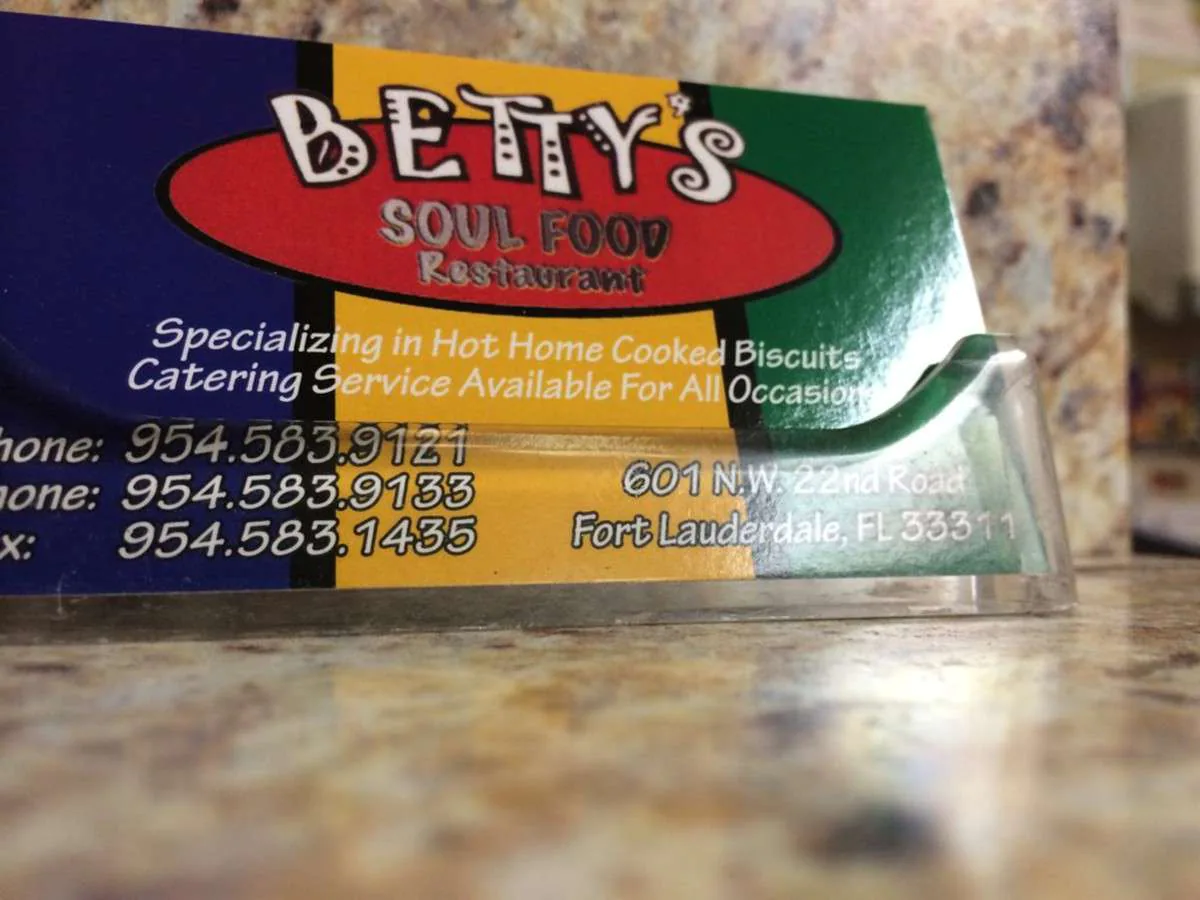 BETTY'S
SOUL FOOD
Restaurant
Specializing in Hot Home Cooked Biscuits
Catering Service Available For All Occasion
hone: 954.583.9121
hone: 954.583.9133
x: 954.583.1435
601 N.W. 22nd Road
Fort Lauderdale, FL 33311